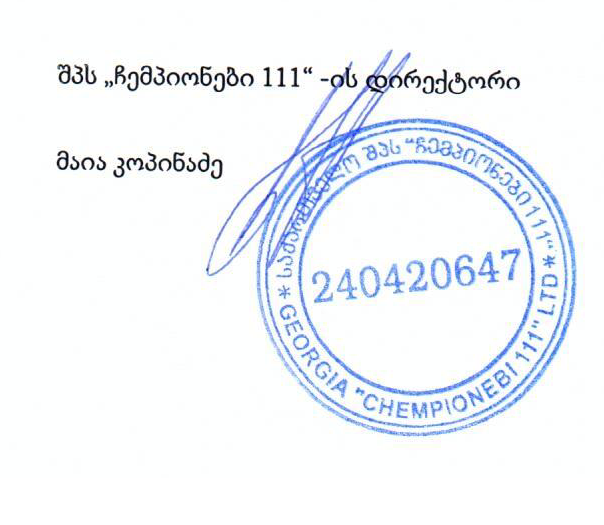 შპს „ჩემპიონები 111“ -ის დირექტორი
მაია კოპინაძე
საქართველო შპს "ჩემპიონები 111"
240420647
* GEORGIA "CHEMPIONEBI 111" LTD *